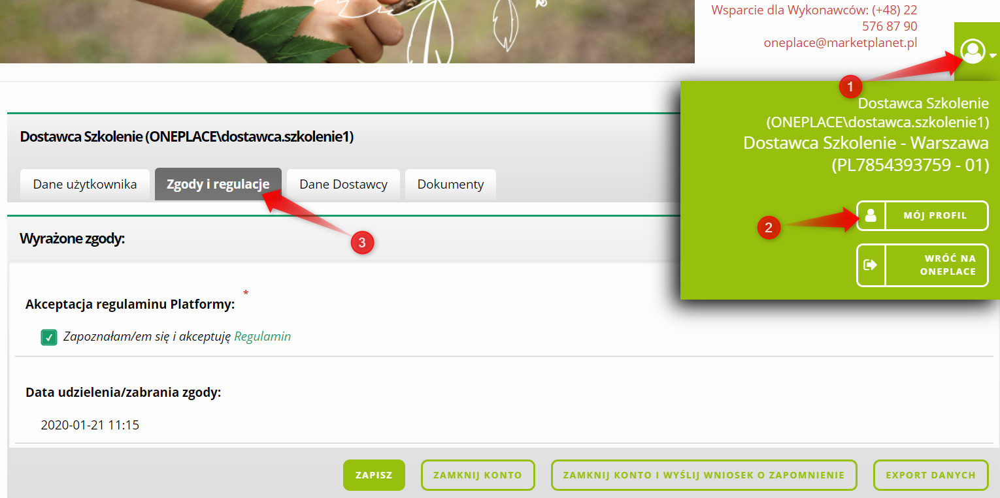 Wsparcie dla Wykonawców: (+48) 22
576 87 90
oneplace@marketplanet.pl
1
Dostawca Szkolenie
(ONEPLACE\dostawca.szkolenie1)
Dostawca Szkolenie - Warszawa
(PL7854393759 - 01)
2
MÓJ PROFIL
WRÓĆ NA
ONEPLACE
Dostawca Szkolenie (ONEPLACE\dostawca.szkolenie1)
Dane użytkownika
Zgody i regulacje
Dane Dostawcy
Dokumenty
3
Wyrażone zgody:
Akceptacja regulaminu Platformy: *
Zapoznałam/em się i akceptuję Regulamin
Data udzielenia/zabrania zgody:
2020-01-21 11:15
ZAPISZ
ZAMKNIJ KONTO
ZAMKNIJ KONTO I WYŚLIJ WNIOSEK O ZAPOMNIENIE
EXPORT DANYCH